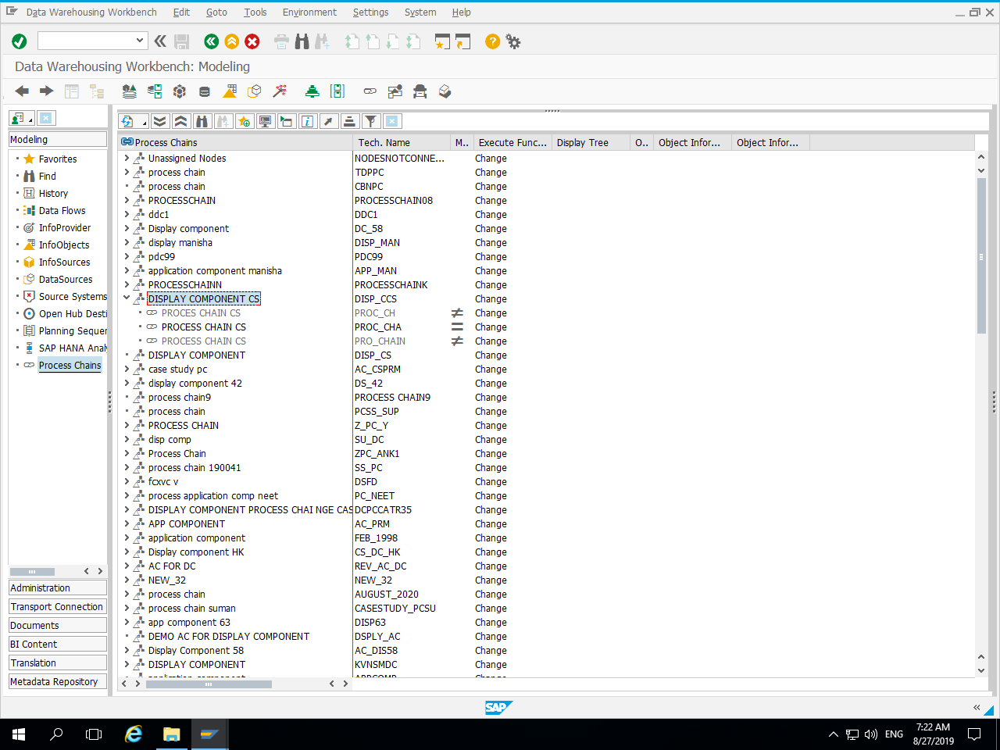 Data Warehousing Workbench Edit Goto Tools Environment Settings System Help
Data Warehousing Workbench: Modeling
Modeling
Favorites
Find
History
Data Flows
InfoProvider
InfoObjects
InfoSources
DataSources
Source Systems
Open Hub Desti
Planning Sequer
SAP HANA Analy
Process Chains
Administration
Transport Connection
Documents
BI Content
Translation
Metadata Repository
Process Chains Tech. Name M.. Execute Func... Display Tree O.. Object Infor... Object Infor...
Unassigned Nodes NODESNOTCONNE... Change
process chain TDPPC Change
process chain CBNPC Change
PROCESSCHAIN PROCESSCHAIN08 Change
ddc1 DDC1 Change
Display component DC_58 Change
display manisha DISP_MAN Change
pdc99 PDC99 Change
application component manisha APP_MAN Change
PROCESSCHAINN PROCESSCHAINK Change
DISPLAY COMPONENT CS DISP_CCS Change
PROCES CHAIN CS PROC_CH Change
PROCESS CHAIN CS PROC_CHA Change
PROCESS CHAIN CS PRO_CHAIN Change
DISPLAY COMPONENT DISP_CS Change
case study pc AC_CSPRM Change
display component 42 DS_42 Change
process chain9 PROCESS CHAIN9 Change
process chain PCSS_SUP Change
PROCESS CHAIN Z_PC_Y Change
disp comp SU_DC Change
Process Chain ZPC_ANK1 Change
process chain 190041 SS_PC Change
fcxvc v DSFD Change
process application comp neet PC_NEET Change
DISPLAY COMPONENT PROCESS CHAI NGE CAS DCPCCATR35 Change
APP COMPONENT AC_PRM Change
application component FEB_1998 Change
Display component HK CS_DC_HK Change
AC FOR DC REV_AC_DC Change
NEW_32 NEW_32 Change
process chain AUGUST_2020 Change
process chain suman CASESTUDY_PCSU Change
app component 63 DISP63 Change
DEMO AC FOR DISPLAY COMPONENT DSPLY_AC Change
Display Component 58 AC_DIS58 Change
DISPLAY COMPONENT KVNSMDC Change
SAP
ENG
7:22 AM
8/27/2019